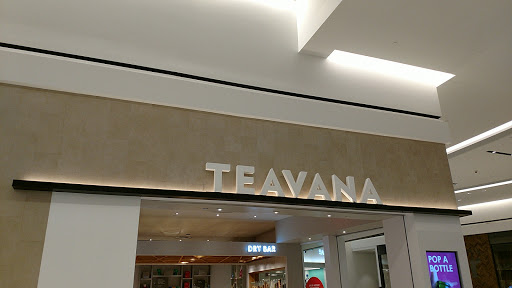 TEAVANA
DRY BAR
POP A
BOTTLE